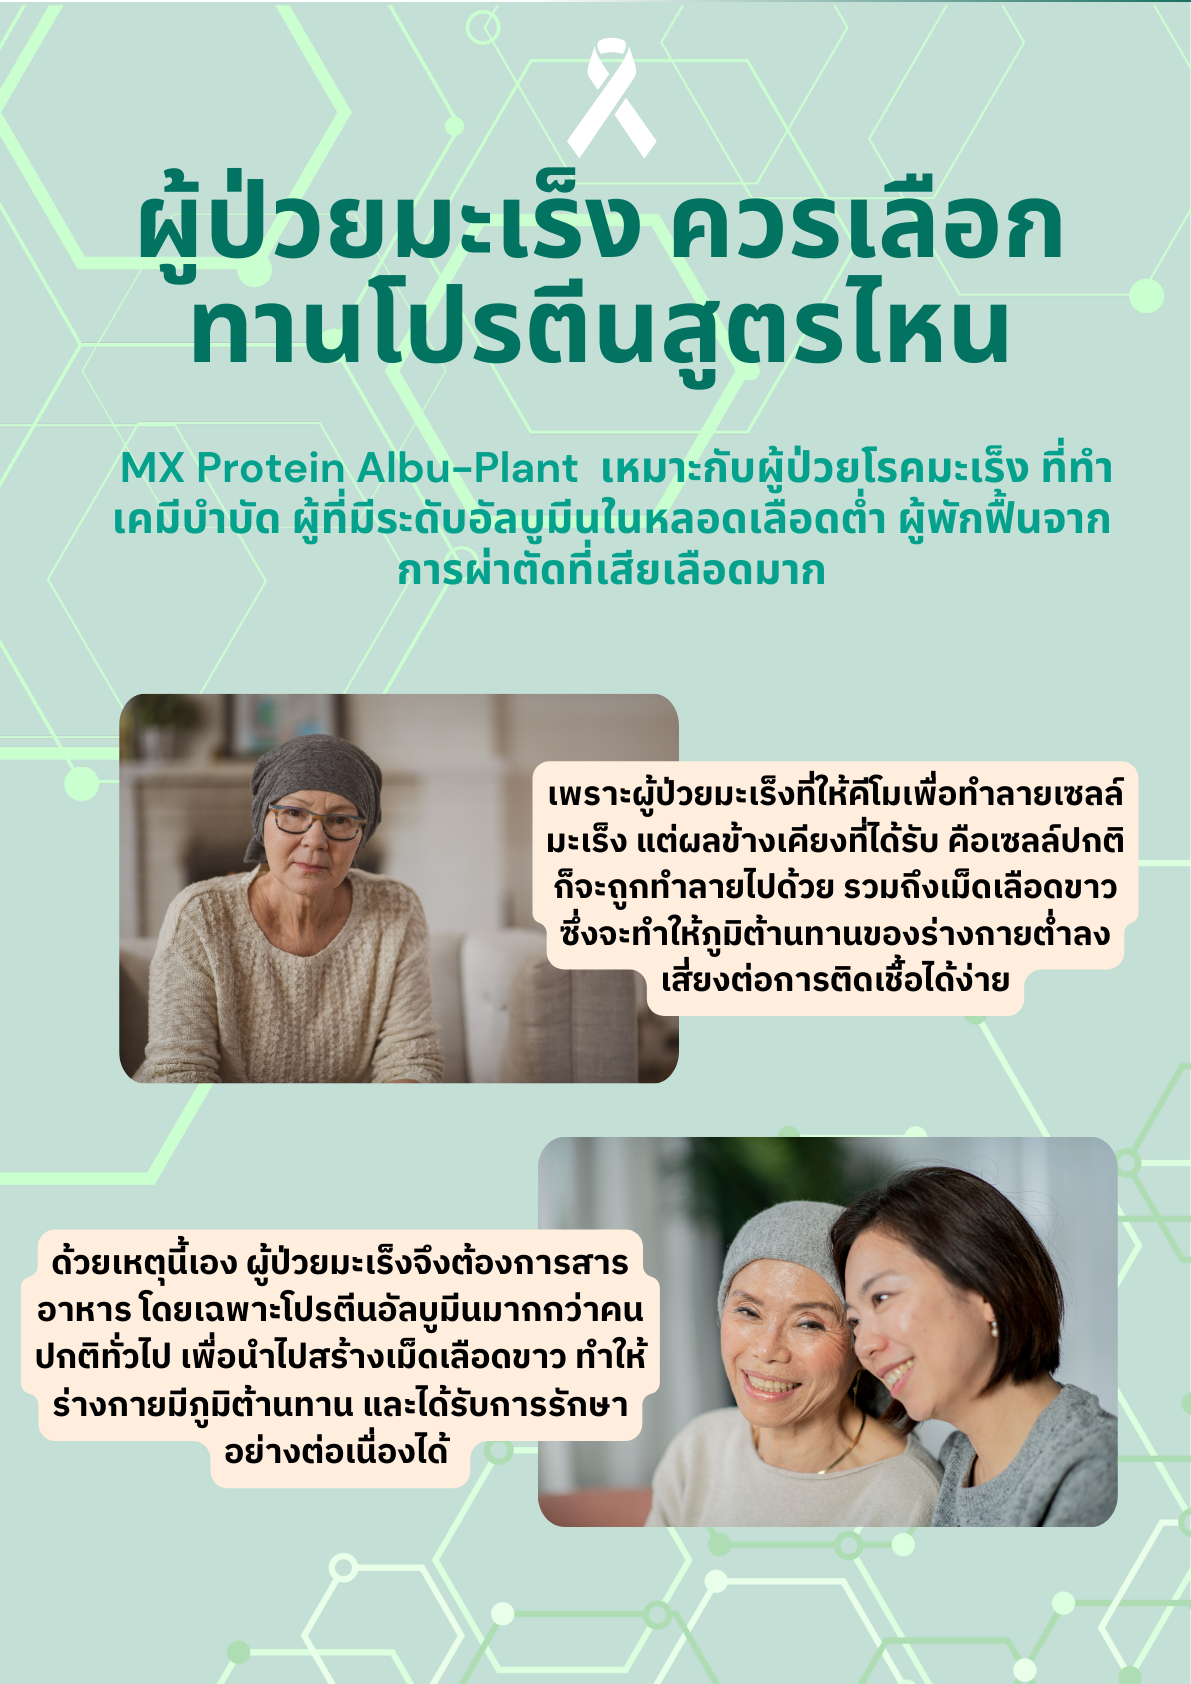 ผู้ป่วยมะเร็ง ควรเลือก
ทานโปรตีนสูตรไหน
MX Protein Albu-Plant เหมาะกับผู้ป่วยโรคมะเร็ง ที่ทำ
เคมีบำบัด ผู้ที่มีระดับอัลบูมีนในหลอดเลือดต่ำ ผู้พักฟื้นจาก
การผ่าตัดที่เสียเลือดมาก
เพราะผู้ป่วยมะเร็งที่ให้คีโมเพื่อทำลายเซลล์
มะเร็ง แต่ผลข้างเคียงที่ได้รับ คือเซลล์ปกติ
ก็จะถูกทำลายไปด้วย รวมถึงเม็ดเลือดขาว
ซึ่งจะทำให้ภูมิต้านทานของร่างกายต่ำลง
เสี่ยงต่อการติดเชื้อได้ง่าย
ด้วยเหตุนี้เอง ผู้ป่วยมะเร็งจึงต้องการสาร
อาหาร โดยเฉพาะโปรตีนอัลบูมีนมากกว่าคน
ปกติทั่วไป เพื่อนำไปสร้างเม็ดเลือดขาว ทำให้
ร่างกายมีภูมิต้านทาน และได้รับการรักษา
อย่างต่อเนื่องได้